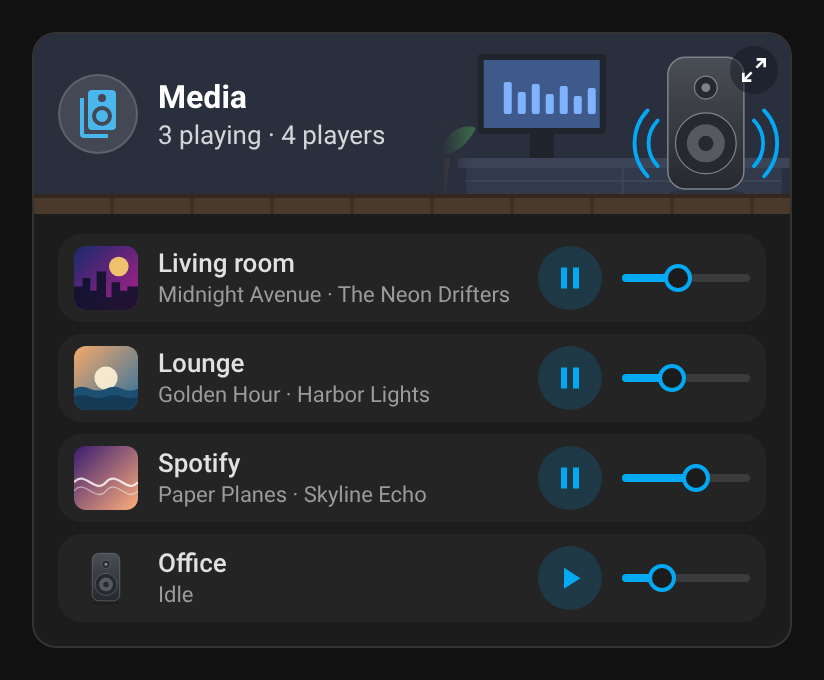 Media
3 playing · 4 players
Living room
Midnight Avenue · The Neon Drifters
Lounge
Golden Hour · Harbor Lights
Spotify
Paper Planes · Skyline Echo
Office
Idle